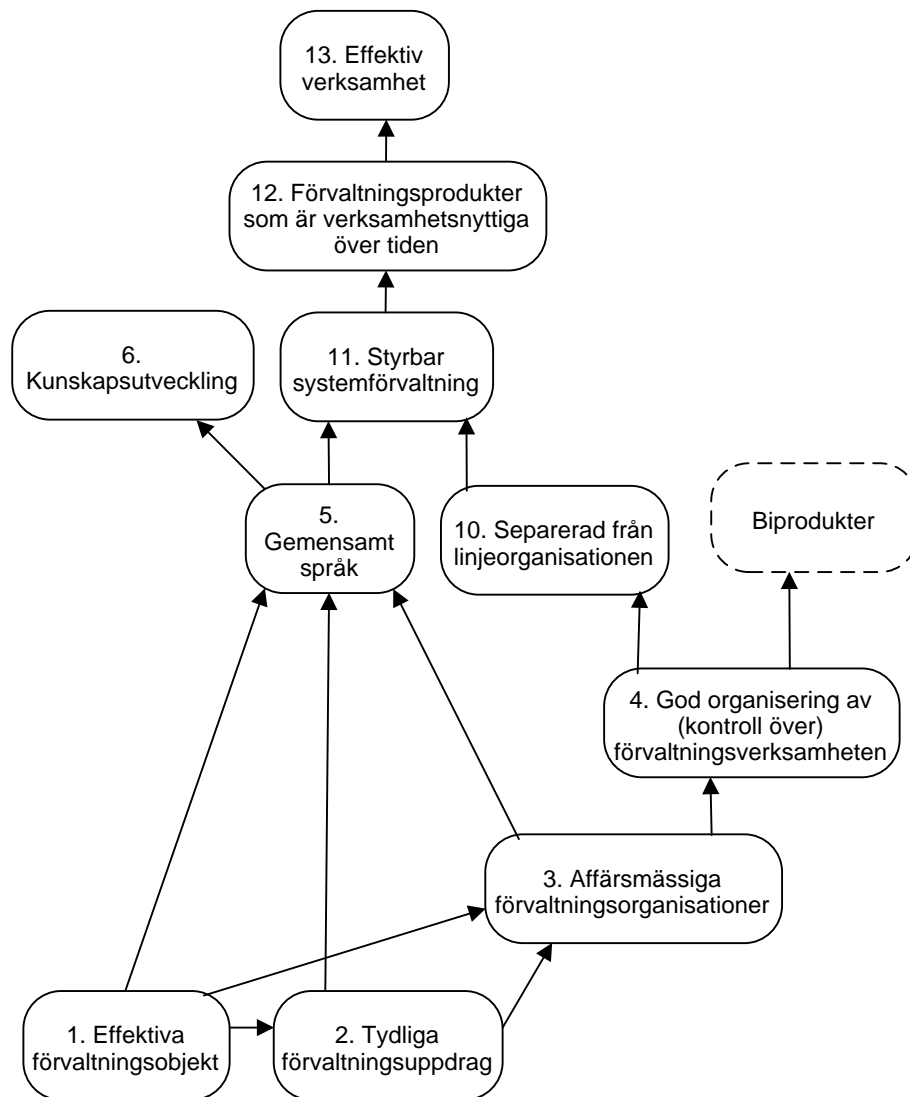 13. Effektiv
verksamhet
12. Förvaltningsprodukter
som är verksamhetsnyttiga
över tiden
6.
Kunskapsutveckling
11. Styrbar
systemförvaltning
5.
Gemensamt
språk
10. Separerad från
linjeorganisationen
Biprodukter
4. God organisering av
(kontroll över)
förvaltningsverksamheten
3. Affärsmässiga
förvaltningsorganisationer
1. Effektiva
förvaltningsobjekt
2. Tydliga
förvaltningsuppdrag